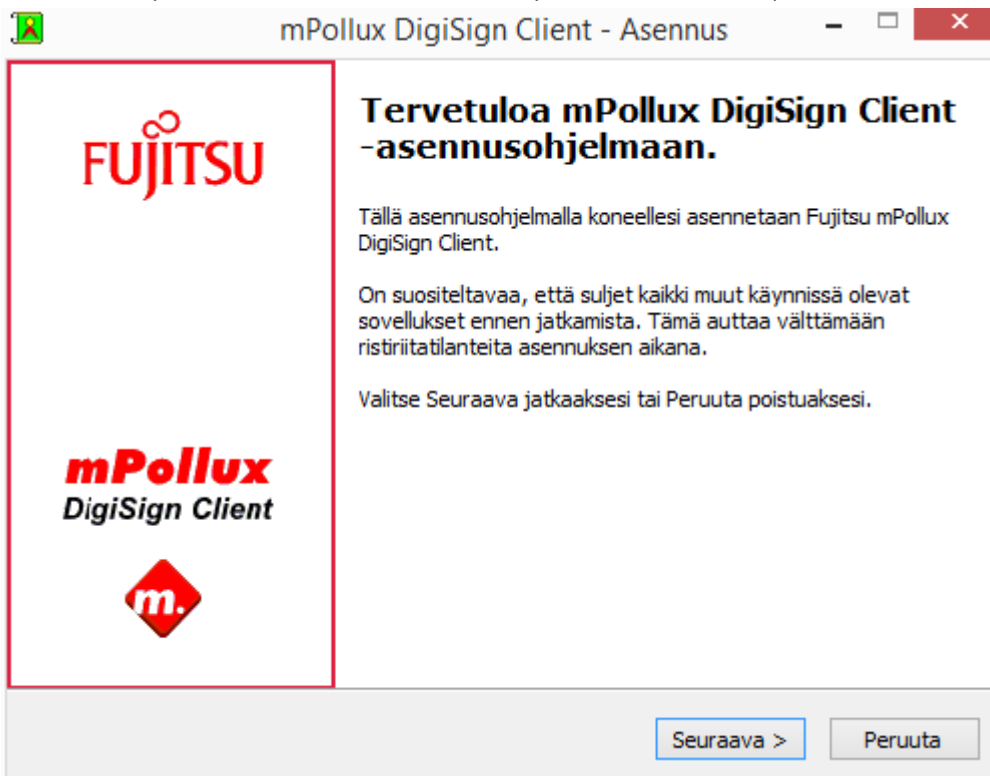 mPollux DigiSign Client - Asennus
FUJITSU
Tervetuloa mPollux DigiSign Client
-asennusohjelmaan.
Tällä asennusohjelmalla koneellesi asennetaan Fujitsu mPollux
DigiSign Client.
On suositeltavaa, että suljet kaikki muut käynnissä olevat
sovellukset ennen jatkamista. Tämä auttaa välttämään
ristiriitatilanteita asennuksen aikana.
Valitse Seuraava jatkaaksesi tai Peruuta poistuaksesi.
mPollux
DigiSign Client
m.
Seuraava >
Peruuta